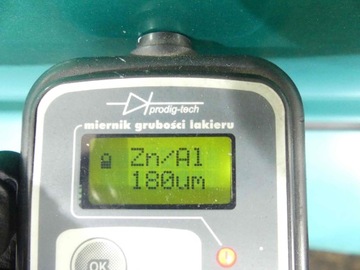 prodig-tech
miernik grubości lakieru
Zn/Al
180um
OK